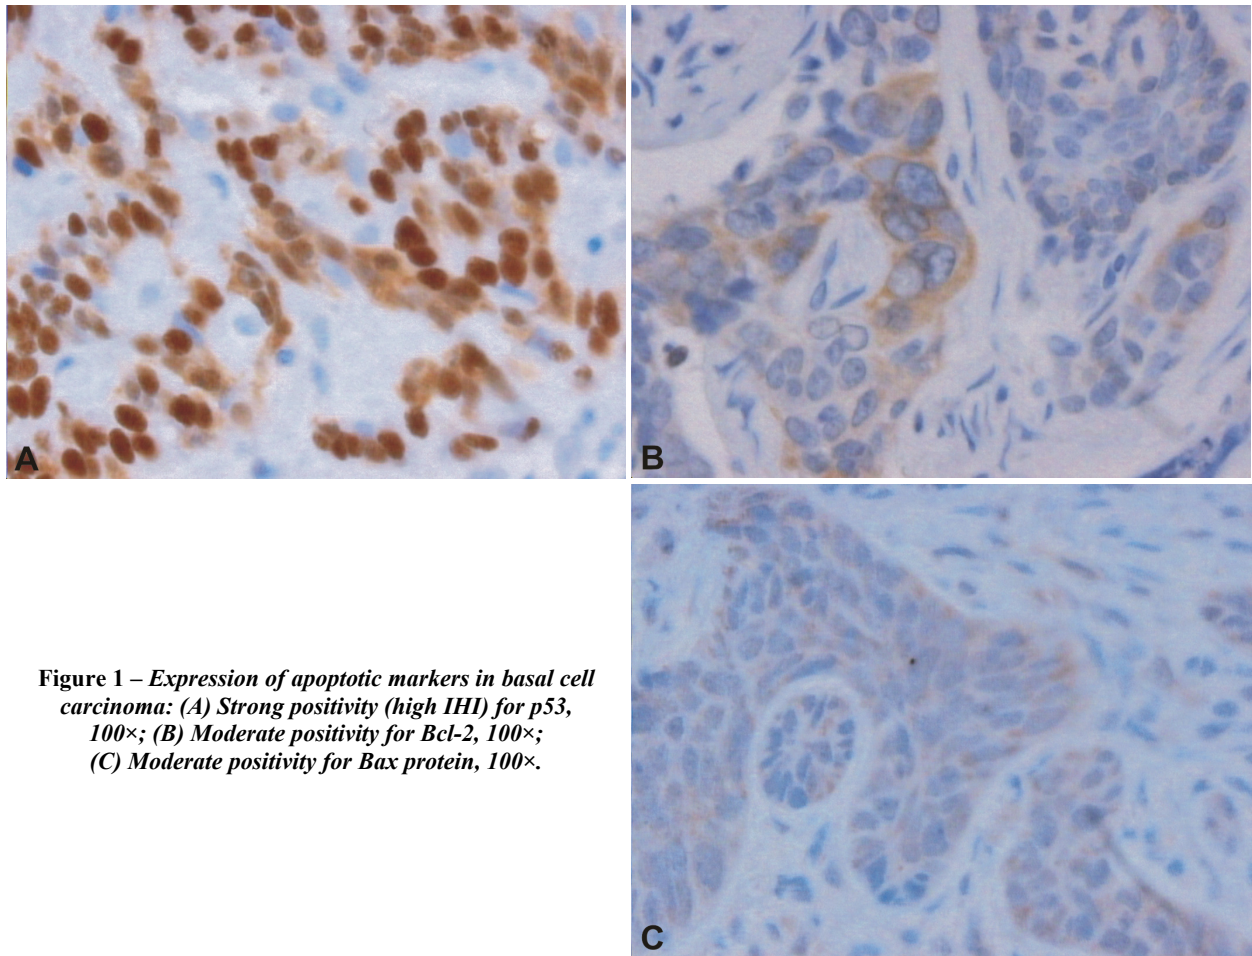 A
B
Figure 1 – Expression of apoptotic markers in basal cell
carcinoma: (A) Strong positivity (high IHI) for p53,
100×; (B) Moderate positivity for Bcl-2, 100×;
(C) Moderate positivity for Bax protein, 100×.
C